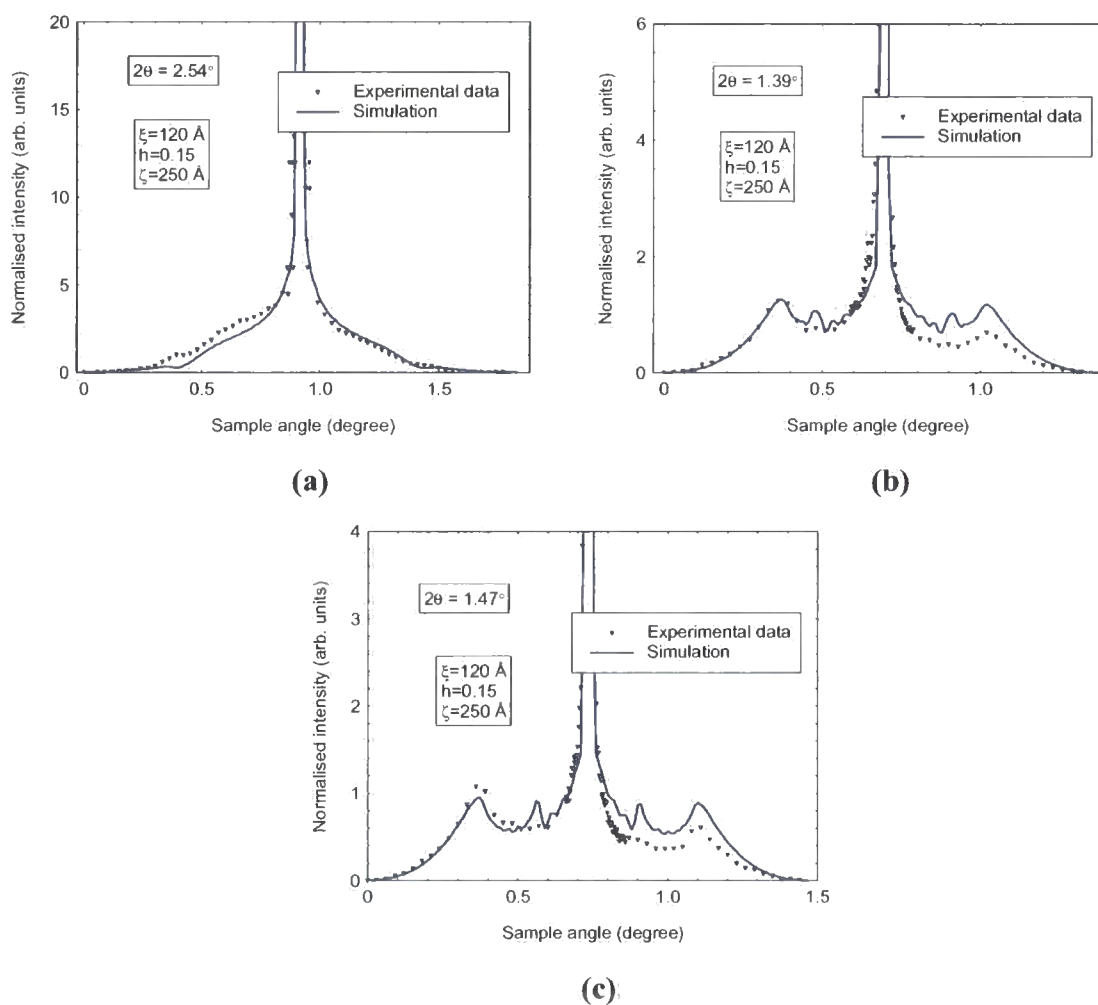 20
15
10
5
0
0
0.5
1.0
1.5
Normalised intensity (arb. units)
Sample angle (degree)
2θ = 2.54°
ξ=120 Å
h=0.15
ζ=250 Å
Experimental data
Simulation
(a)
6
4
2
0
0
0.5
1.0
Normalised intensity (arb. units)
Sample angle (degree)
2θ = 1.39°
ξ=120 Å
h=0.15
ζ=250 Å
Experimental data
Simulation
(b)
4
3
2
1
0
0
0.5
1.0
1.5
Normalised intensity (arb. units)
Sample angle (degree)
2θ = 1.47°
ξ=120 Å
h=0.15
ζ=250 Å
Experimental data
Simulation
(c)